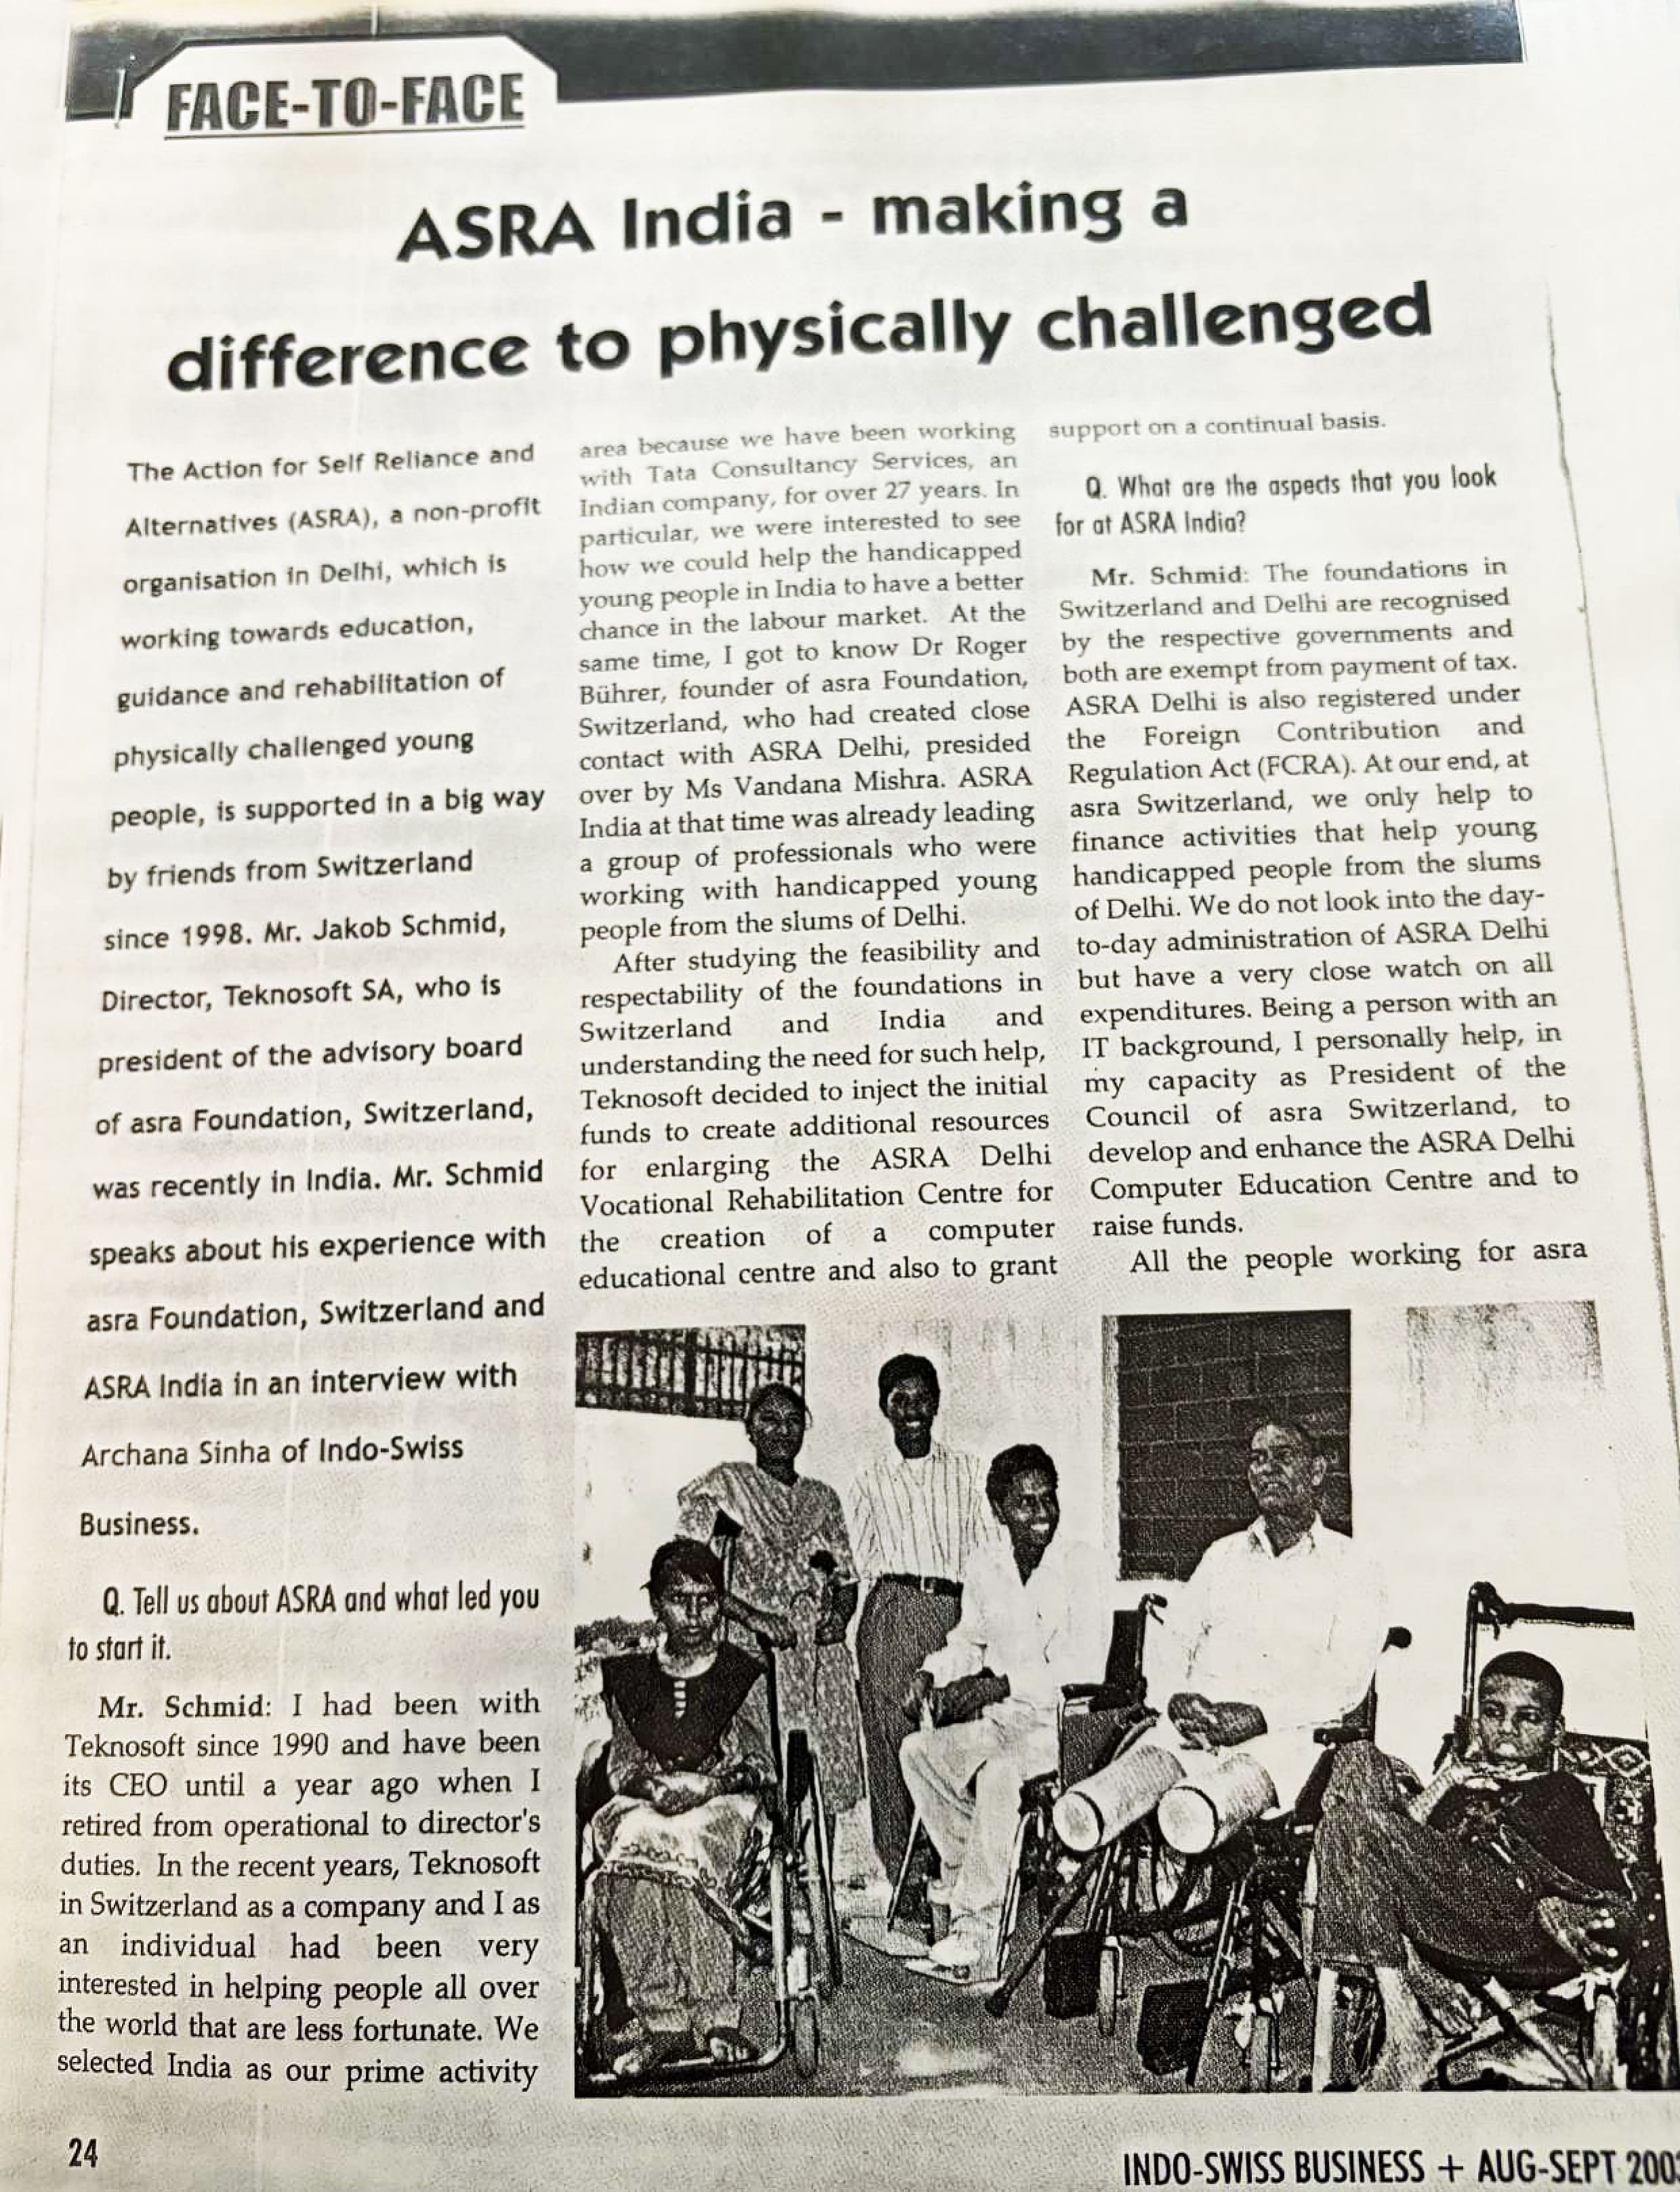 FACE-TO-FACE
ASRA India - making a
difference to physically challenged
The Action for Self Reliance and
Alternatives (ASRA), a non-profit
organisation in Delhi, which is
working towards education,
guidance and rehabilitation of
physically challenged young
people, is supported in a big way
by friends from Switzerland
since 1998. Mr. Jakob Schmid,
Director, Teknosoft SA, who is
president of the advisory board
of asra Foundation, Switzerland,
was recently in India. Mr. Schmid
speaks about his experience with
asra Foundation, Switzerland and
ASRA India in an interview with
Archana Sinha of Indo-Swiss
Business.
Q. Tell us about ASRA and what led you
to start it.
Mr. Schmid: I had been with
Teknosoft since 1990 and have been
its CEO until a year ago when I
retired from operational to director's
duties. In the recent years, Teknosoft
in Switzerland as a company and I as
an individual had been very
interested in helping people all over
the world that are less fortunate. We
selected India as our prime activity
area because we have been working
with Tata Consultancy Services, an
Indian company, for over 27 years. In
particular, we were interested to see
how we could help the handicapped
young people in India to have a better
chance in the labour market. At the
same time, I got to know Dr Roger
Bührer, founder of asra Foundation,
Switzerland, who had created close
contact with ASRA Delhi, presided
over by Ms Vandana Mishra. ASRA
India at that time was already leading
a group of professionals who were
working with handicapped young
people from the slums of Delhi.
After studying the feasibility and
respectability of the foundations in
Switzerland and India and
understanding the need for such help,
Teknosoft decided to inject the initial
funds to create additional resources
for enlarging the ASRA Delhi
Vocational Rehabilitation Centre for
the creation of a computer
educational centre and also to grant
support on a continual basis.
Q. What are the aspects that you look
for at ASRA India?
Mr. Schmid: The foundations in
Switzerland and Delhi are recognised
by the respective governments and
both are exempt from payment of tax.
ASRA Delhi is also registered under
the Foreign Contribution and
Regulation Act (FCRA). At our end, at
asra Switzerland, we only help to
finance activities that help young
handicapped people from the slums
of Delhi. We do not look into the day-
to-day administration of ASRA Delhi
but have a very close watch on all
expenditures. Being a person with an
IT background, I personally help, in
my capacity as President of the
Council of asra Switzerland, to
develop and enhance the ASRA Delhi
Computer Education Centre and to
raise funds.
All the people working for asra
24
INDO-SWISS BUSINESS + AUG-SEPT